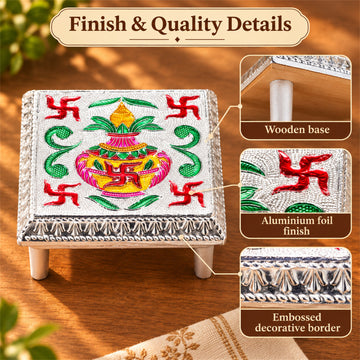 Finish & Quality Details
Wooden base
Aluminium foil
finish
Embossed
decorative border